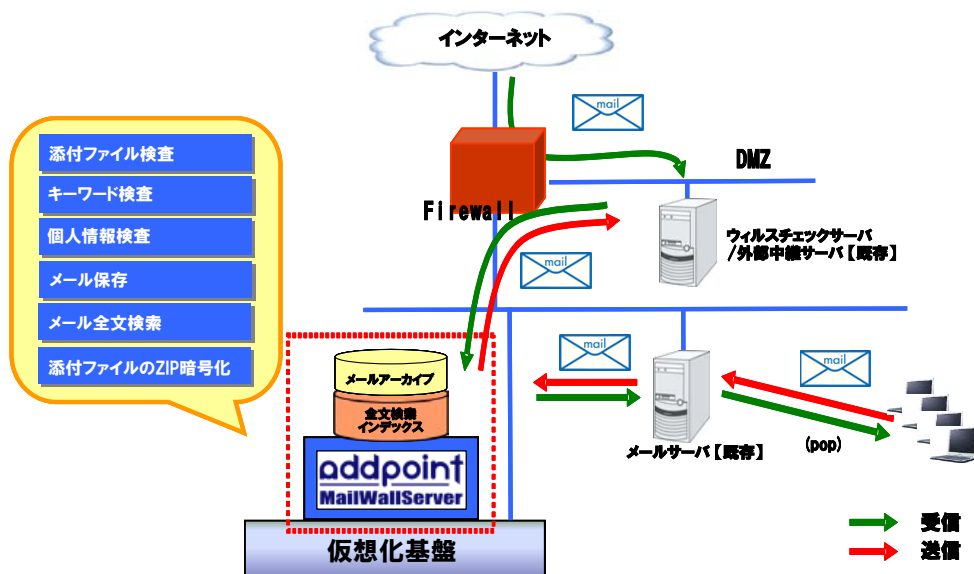 インターネット
mail
添付ファイル検査
キーワード検査
個人情報検査
メール保存
メール全文検索
添付ファイルのZIP暗号化
Firewall
DMZ
ウィルスチェックサーバ
/外部中継サーバ【既存】
mail
mail
mail
メールアーカイブ
全文検索
インデックス
addpoint
MailWallServer
仮想化基盤
メールサーバ【既存】
(pop)
受信
送信